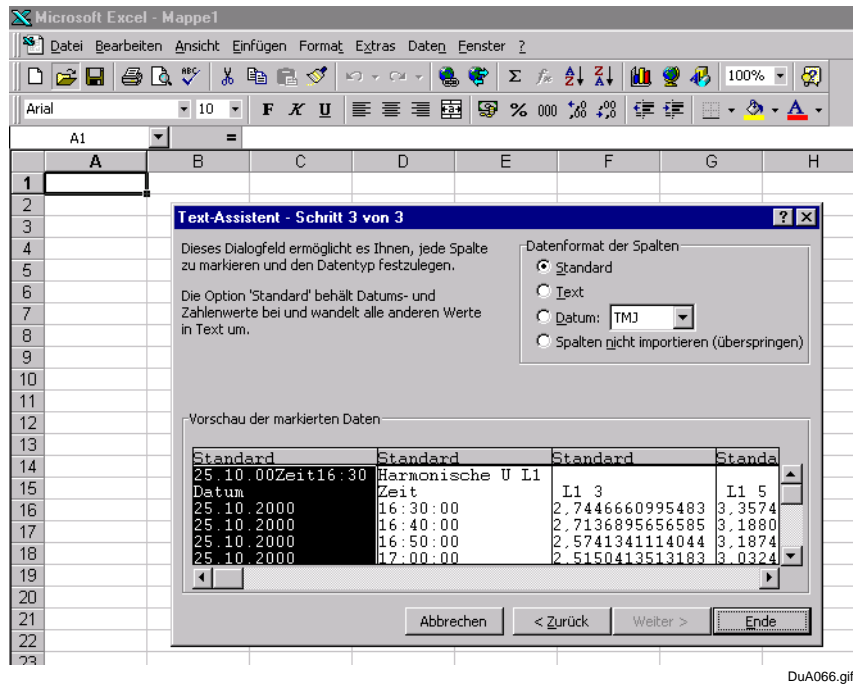 Microsoft Excel - Mappe1
Datei Bearbeiten Ansicht Einfügen Format Extras Daten Fenster ?
ABC Σ fx A Z Z A 100%
Arial 10 F K U % 000 A
A1 =
A B C D E F G H
1
2
3
4
5
6
7
8
9
10
11
12
13
14
15
16
17
18
19
20
21
22
23
Text-Assistent - Schritt 3 von 3
Dieses Dialogfeld ermöglicht es Ihnen, jede Spalte
zu markieren und den Datentyp festzulegen.
Die Option 'Standard' behält Datums- und
Zahlenwerte bei und wandelt alle anderen Werte
in Text um.
Datenformat der Spalten
Standard
Text
Datum: TMJ
Spalten nicht importieren (überspringen)
Vorschau der markierten Daten
Standard Standard Standard Standa
25.10.00Zeit16:30 Harmonische U L1
Datum Zeit L1 3 L1 5
25.10.2000 16:30:00 2,7446660995483 3,3574
25.10.2000 16:40:00 2,7136895656585 3,1880
25.10.2000 16:50:00 2,5741341114044 3,1874
25.10.2000 17:00:00 2,5150413513183 3,0324
Abbrechen < Zurück Weiter > Ende
DuA066.gif